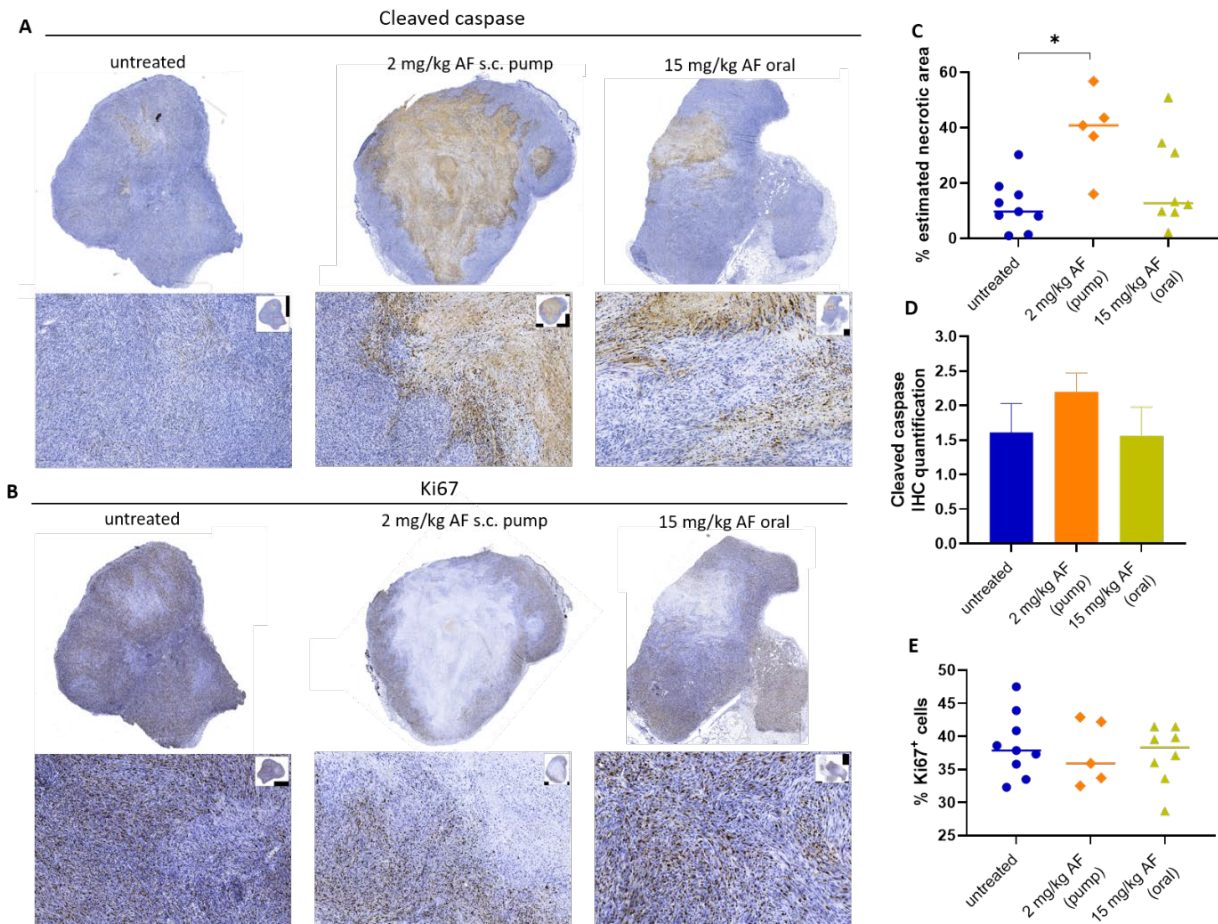 A
Cleaved caspase
untreated
2 mg/kg AF s.c. pump
15 mg/kg AF oral
B
Ki67
untreated
2 mg/kg AF s.c. pump
15 mg/kg AF oral
C
*
% estimated necrotic area
60
40
20
0
untreated
2 mg/kg AF
(pump)
15 mg/kg AF
(oral)
D
Cleaved caspase
IHC quantification
3.0
2.5
2.0
1.5
1.0
0.5
0.0
untreated
2 mg/kg AF
(pump)
15 mg/kg AF
(oral)
E
% Ki67⁺ cells
50
45
40
35
30
25
untreated
2 mg/kg AF
(pump)
15 mg/kg AF
(oral)